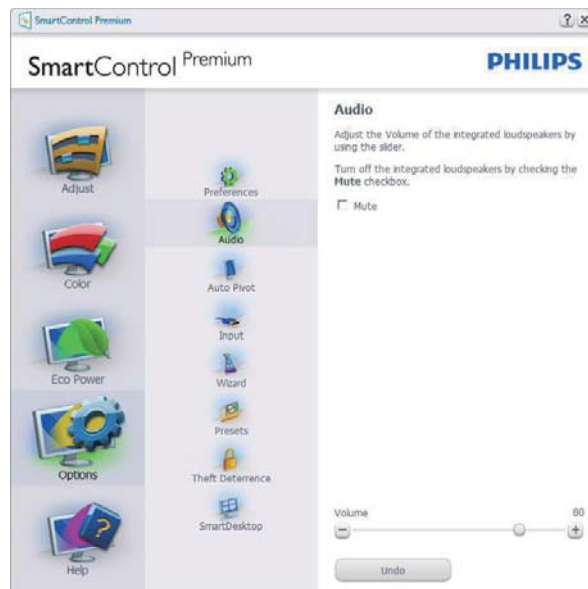 SmartControl Premium
SmartControl Premium
PHILIPS
Adjust
Color
Eco Power
Options
Help
Preferences
Audio
Auto Pivot
Input
Wizard
Presets
Theft Deterrence
SmartDesktop
Audio
Adjust the Volume of the integrated loudspeakers by
using the slider.
Turn off the integrated loudspeakers by checking the
Mute checkbox.
Mute
Volume 80
Undo